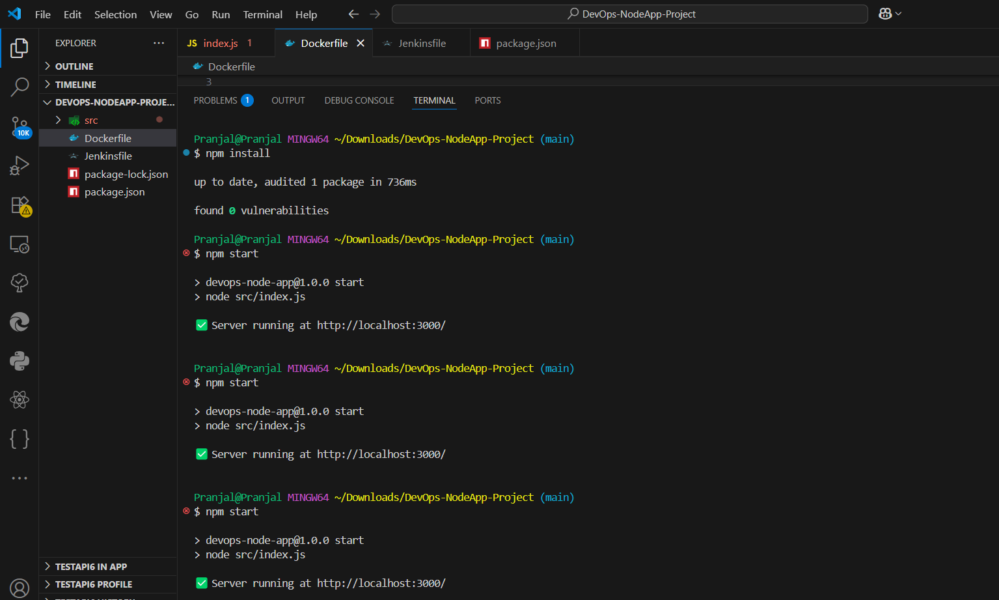 File Edit Selection View Go Run Terminal Help
DevOps-NodeApp-Project
EXPLORER
JS index.js 1
Dockerfile
Jenkinsfile
package.json
OUTLINE
TIMELINE
DEVOPS-NODEAPP-PROJE...
src
Dockerfile
Jenkinsfile
package-lock.json
package.json
10K
TESTAPI6 IN APP
TESTAPI6 PROFILE
Dockerfile
3
PROBLEMS 1 OUTPUT DEBUG CONSOLE TERMINAL PORTS
Pranjal@Pranjal MINGW64 ~/Downloads/DevOps-NodeApp-Project (main)
$ npm install
up to date, audited 1 package in 736ms
found 0 vulnerabilities
Pranjal@Pranjal MINGW64 ~/Downloads/DevOps-NodeApp-Project (main)
$ npm start
> devops-node-app@1.0.0 start
> node src/index.js
✅ Server running at http://localhost:3000/
Pranjal@Pranjal MINGW64 ~/Downloads/DevOps-NodeApp-Project (main)
$ npm start
> devops-node-app@1.0.0 start
> node src/index.js
✅ Server running at http://localhost:3000/
Pranjal@Pranjal MINGW64 ~/Downloads/DevOps-NodeApp-Project (main)
$ npm start
> devops-node-app@1.0.0 start
> node src/index.js
✅ Server running at http://localhost:3000/